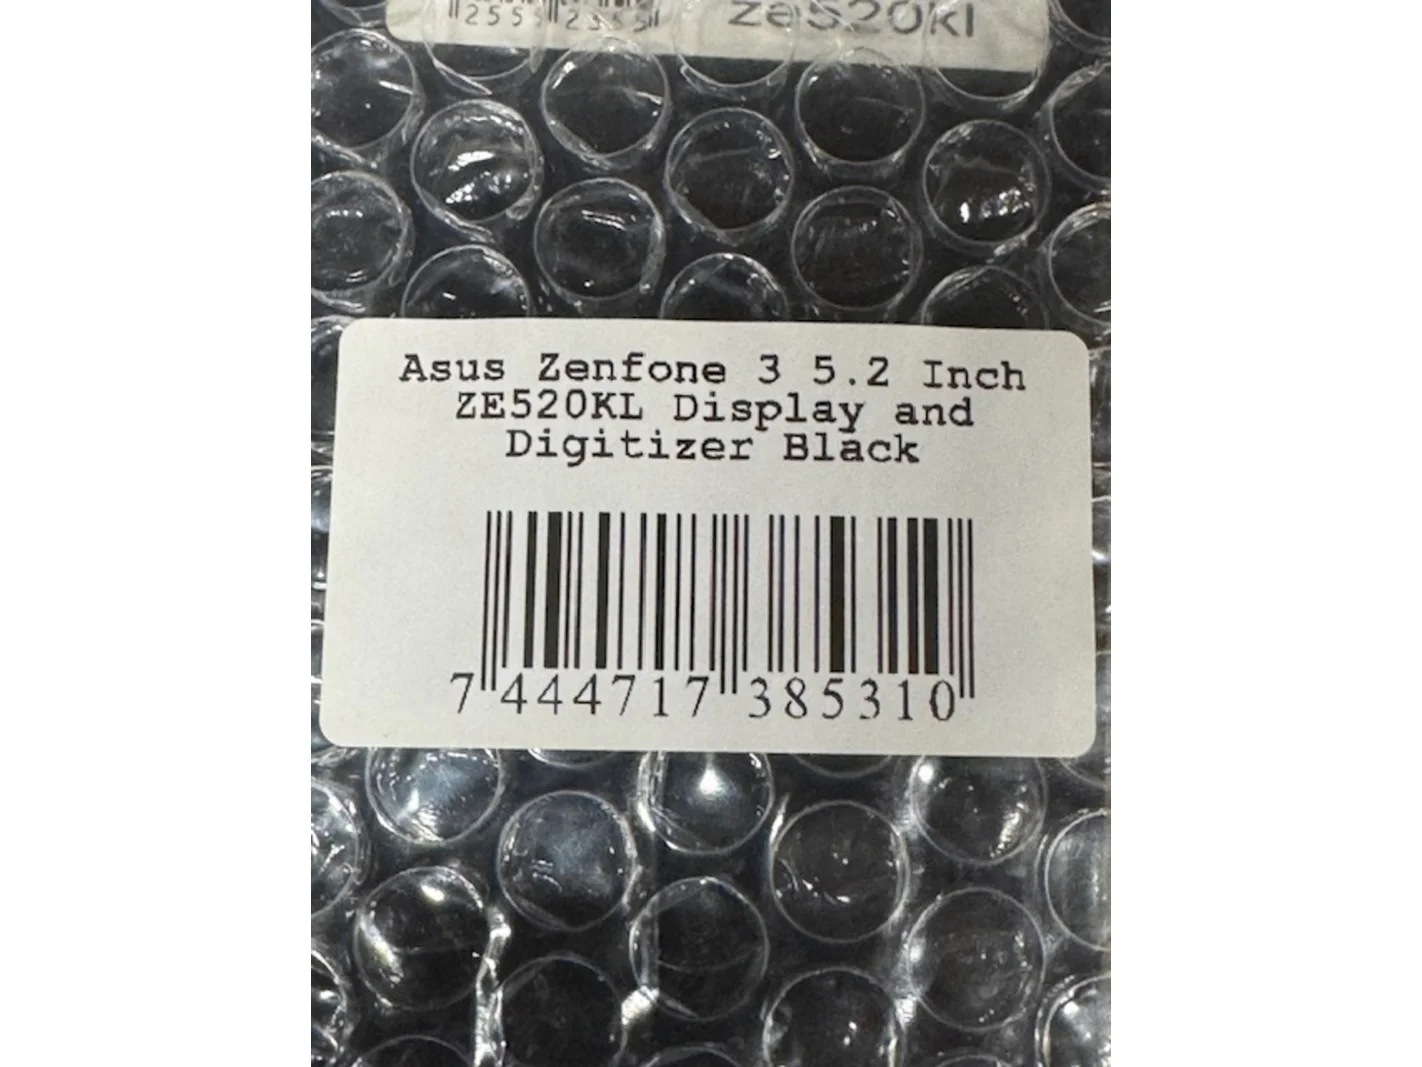 ze520kl
Asus Zenfone 3 5.2 Inch
ZE520KL Display and
Digitizer Black
7 444717 385310